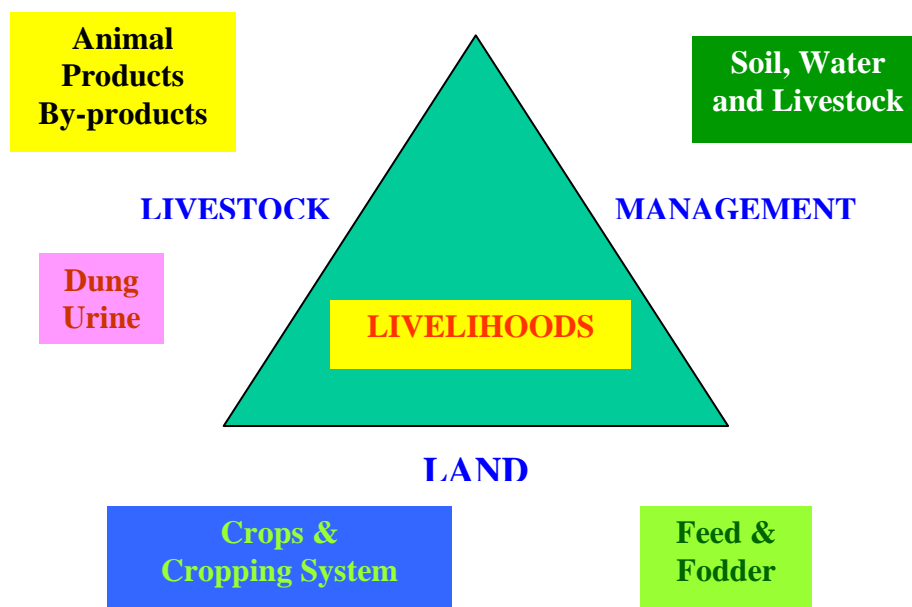 Animal
Products
By-products
Soil, Water
and Livestock
LIVESTOCK
MANAGEMENT
Dung
Urine
LIVELIHOODS
LAND
Crops &
Cropping System
Feed &
Fodder